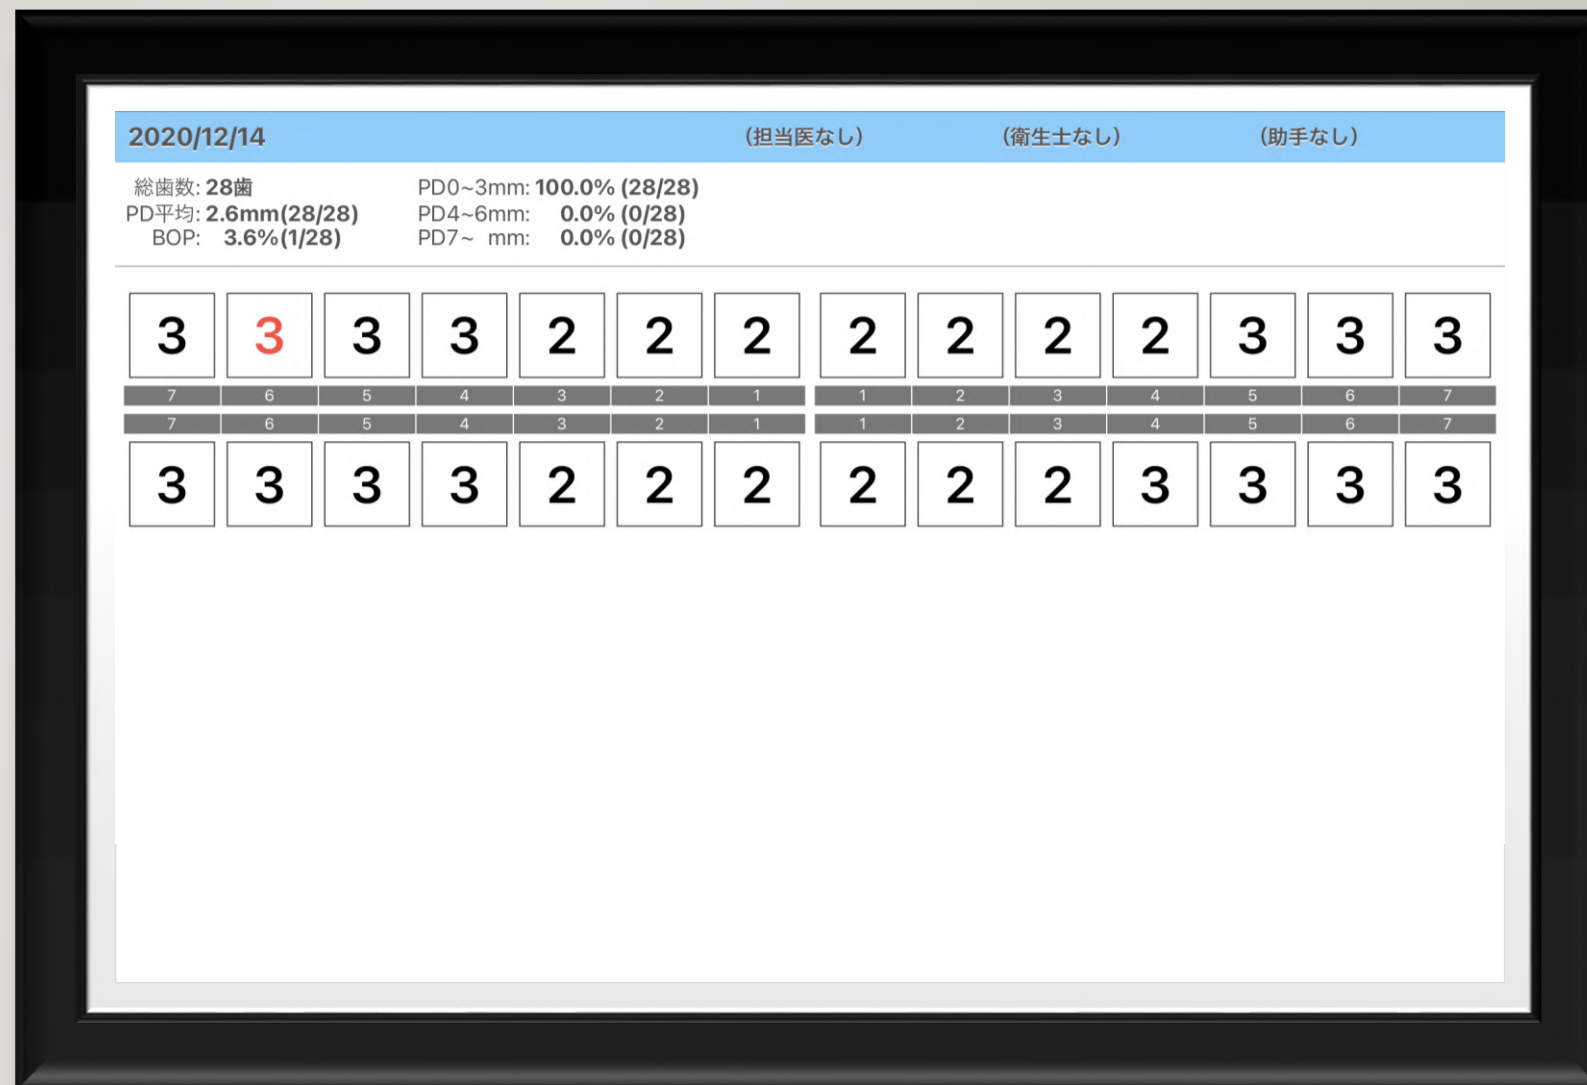 2020/12/14 （担当医なし） （衛生士なし） （助手なし）
総歯数: 28歯 PD0~3mm: 100.0% (28/28)
PD平均: 2.6mm(28/28) PD4~6mm: 0.0% (0/28)
BOP: 3.6%(1/28) PD7~ mm: 0.0% (0/28)
3 3 3 3 2 2 2 2 2 2 2 3 3 3
7 6 5 4 3 2 1 1 2 3 4 5 6 7
7 6 5 4 3 2 1 1 2 3 4 5 6 7
3 3 3 3 2 2 2 2 2 2 3 3 3 3